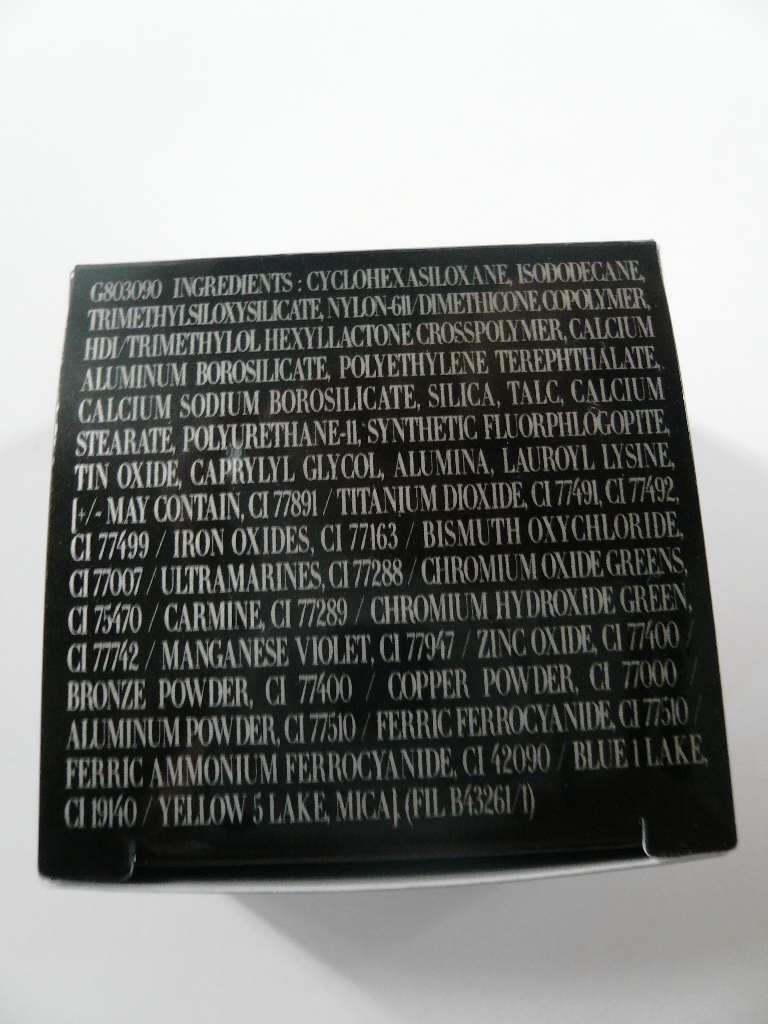 G803090 INGREDIENTS : CYCLOHEXASILOXANE, ISODODECANE,
TRIMETHYLSILOXYSILICATE, NYLON-611/DIMETHICONE COPOLYMER,
HDI/TRIMETHYLOL HEXYLLACTONE CROSSPOLYMER, CALCIUM
ALUMINUM BOROSILICATE, POLYETHYLENE TEREPHTHALATE,
CALCIUM SODIUM BOROSILICATE, SILICA, TALC, CALCIUM
STEARATE, POLYURETHANE-11, SYNTHETIC FLUORPHLOGOPITE,
TIN OXIDE, CAPRYLYL GLYCOL, ALUMINA, LAUROYL LYSINE,
[+/- MAY CONTAIN, CI 77891 / TITANIUM DIOXIDE, CI 77491, CI 77492,
CI 77499 / IRON OXIDES, CI 77163 / BISMUTH OXYCHLORIDE,
CI 77007 / ULTRAMARINES, CI 77288 / CHROMIUM OXIDE GREENS,
CI 75470 / CARMINE, CI 77289 / CHROMIUM HYDROXIDE GREEN,
CI 77742 / MANGANESE VIOLET, CI 77947 / ZINC OXIDE, CI 77400 /
BRONZE POWDER, CI 77400 / COPPER POWDER, CI 77000 /
ALUMINUM POWDER, CI 77510 / FERRIC FERROCYANIDE, CI 77510 /
FERRIC AMMONIUM FERROCYANIDE, CI 42090 / BLUE 1 LAKE,
CI 19140 / YELLOW 5 LAKE, MICA]. (FIL B43261/1)